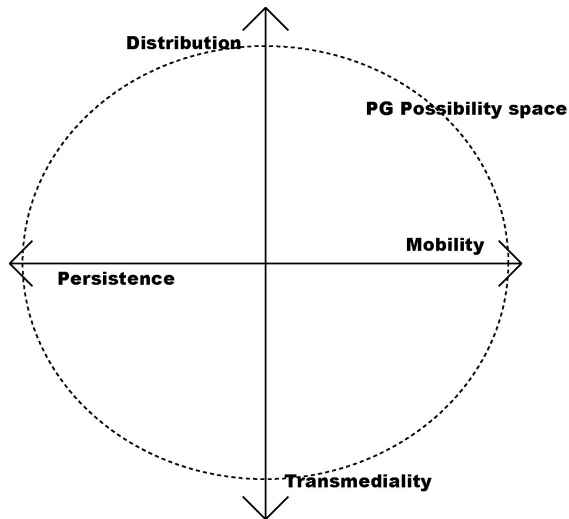 Distribution
PG Possibility space
Mobility
Persistence
Transmediality